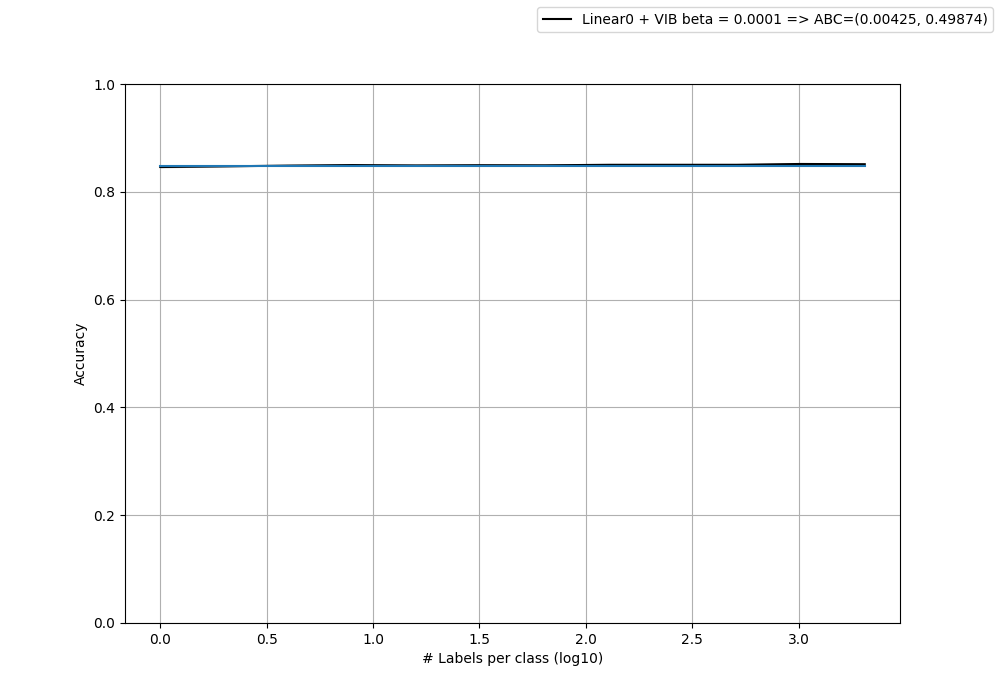 Linear0 + VIB beta = 0.0001 => ABC=(0.00425, 0.49874)
1.0
0.8
0.6
0.4
0.2
0.0
Accuracy
0.0 0.5 1.0 1.5 2.0 2.5 3.0
# Labels per class (log10)